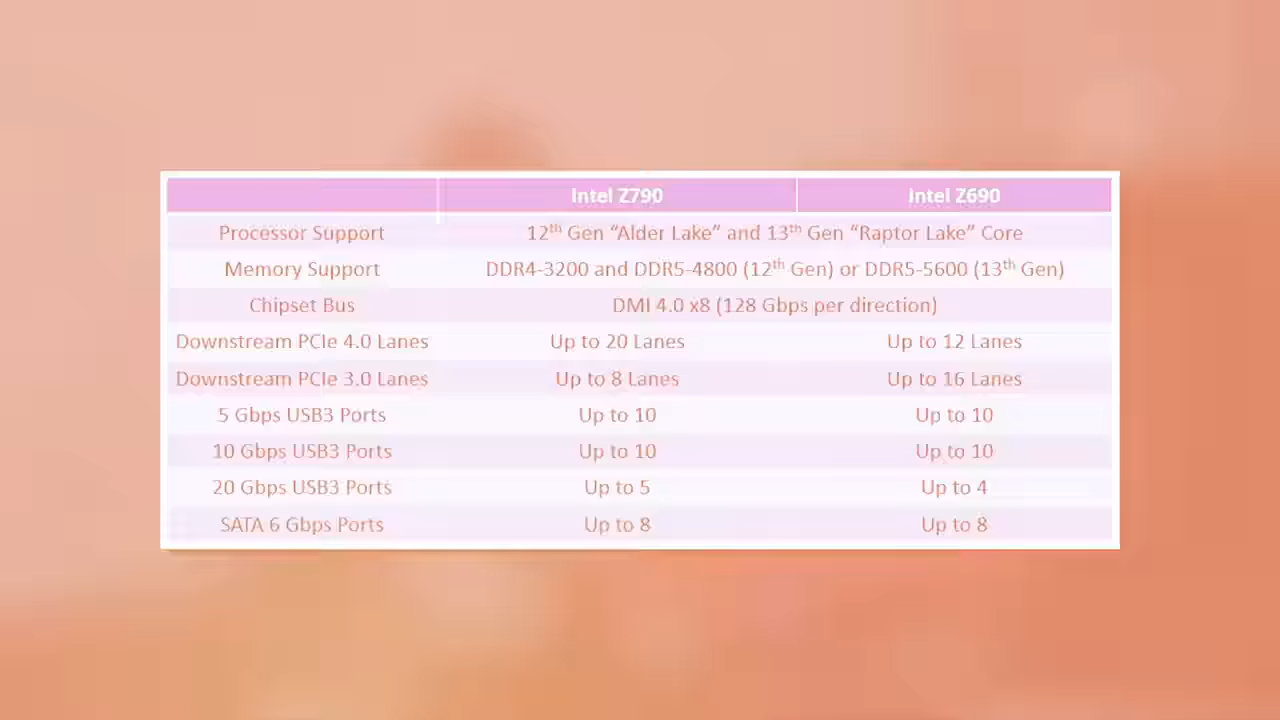 Intel Z790 Intel Z690
Processor Support 12th Gen “Alder Lake” and 13th Gen “Raptor Lake” Core
Memory Support DDR4-3200 and DDR5-4800 (12th Gen) or DDR5-5600 (13th Gen)
Chipset Bus DMI 4.0 x8 (128 Gbps per direction)
Downstream PCIe 4.0 Lanes Up to 20 Lanes Up to 12 Lanes
Downstream PCIe 3.0 Lanes Up to 8 Lanes Up to 16 Lanes
5 Gbps USB3 Ports Up to 10 Up to 10
10 Gbps USB3 Ports Up to 10 Up to 10
20 Gbps USB3 Ports Up to 5 Up to 4
SATA 6 Gbps Ports Up to 8 Up to 8